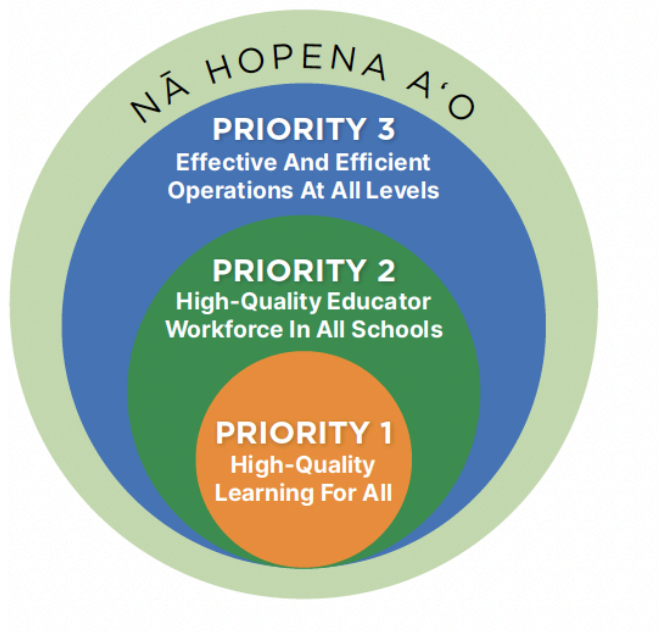 NĀ HOPENA AʻO
PRIORITY 3
Effective And Efficient
Operations At All Levels
PRIORITY 2
High-Quality Educator
Workforce In All Schools
PRIORITY 1
High-Quality
Learning For All